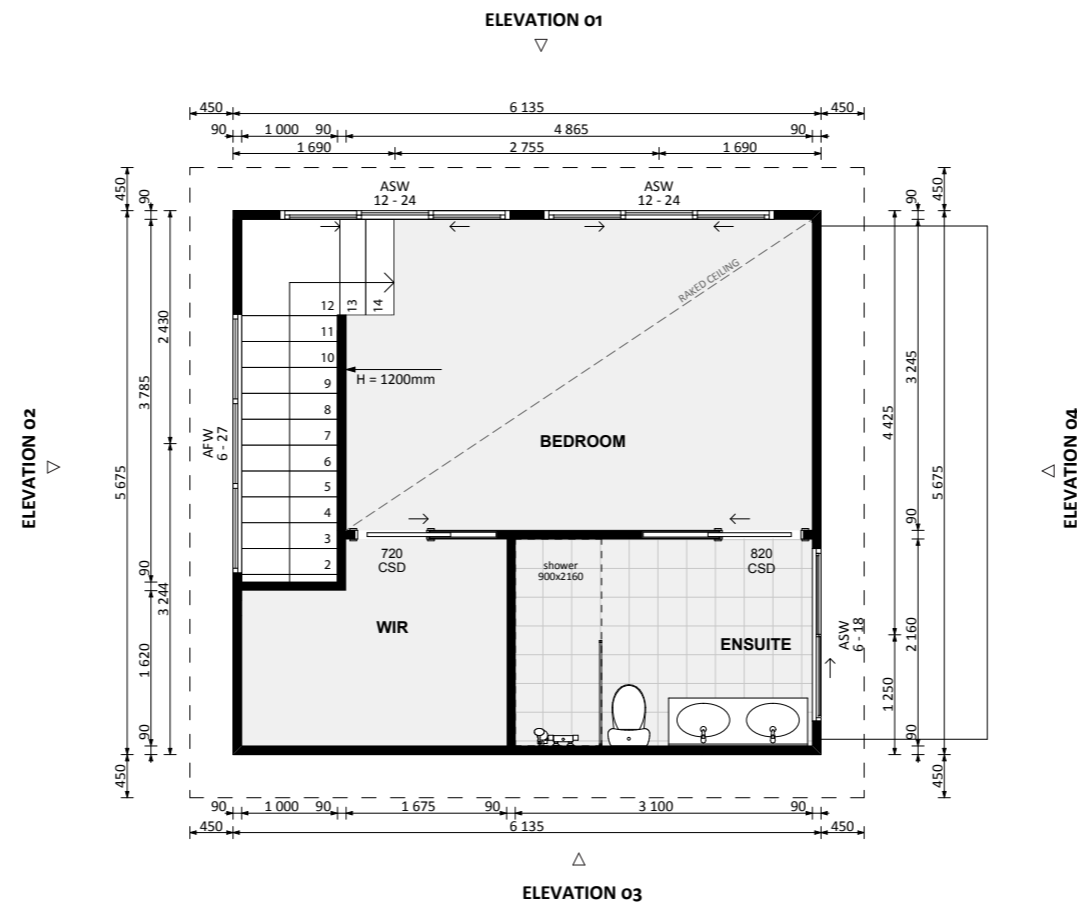 ELEVATION 01
450
6 135
450
90
1 000
90
4 865
90
1 690
2 755
1 690
ASW
12 - 24
ASW
12 - 24
450
90
450
90
RAKED CEILING
12
13
14
11
10
9
8
7
6
5
4
3
2
H = 1200mm
BEDROOM
AFW
6 - 27
2 430
3 785
5 675
90
3 244
1 620
90
450
ELEVATION 02
3 245
4 425
5 675
90
2 160
1 250
90
450
ELEVATION 04
720
CSD
820
CSD
shower
900x2160
WIR
ENSUITE
ASW
6 - 18
90
1 000
90
1 675
90
3 100
90
450
6 135
450
ELEVATION 03